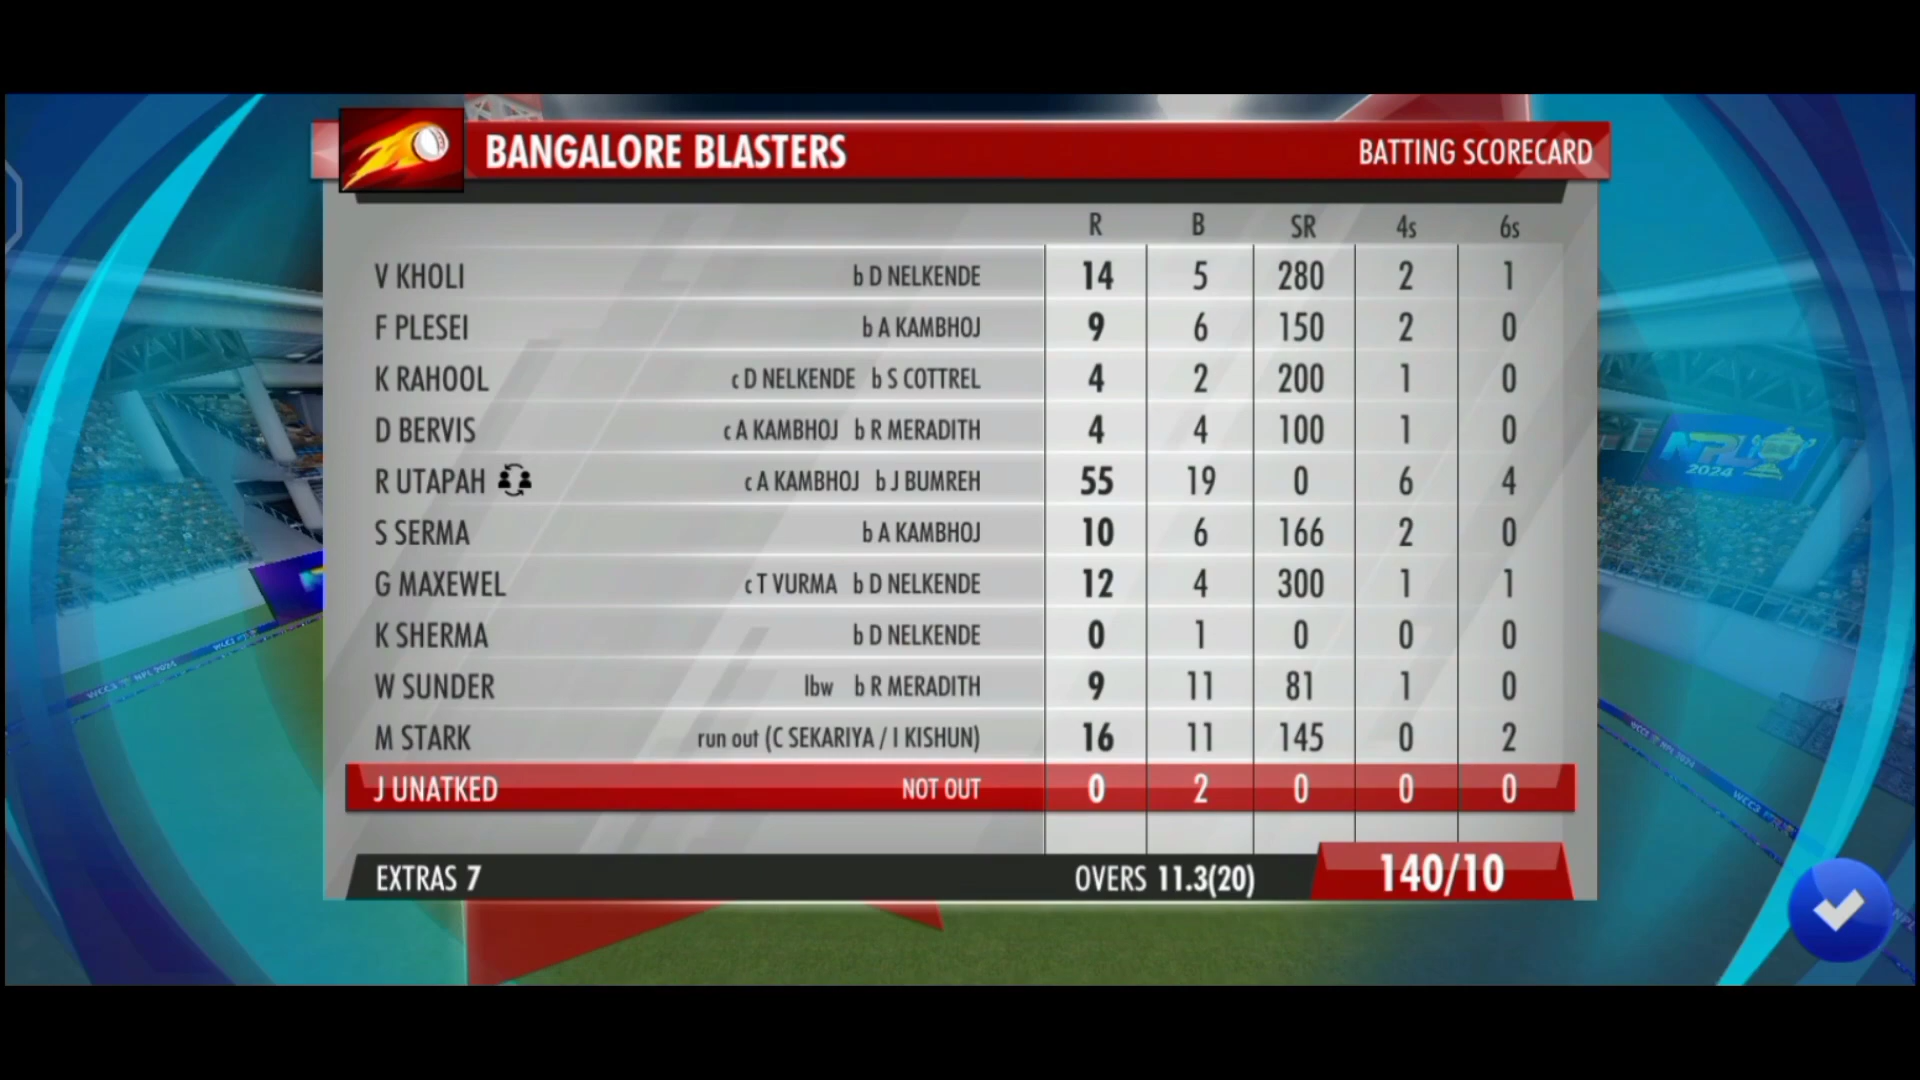 BANGALORE BLASTERS BATTING SCORECARD
R B SR 4s 6s
V KHOLI b D NELKENDE 14 5 280 2 1
F PLESEI b A KAMBHOJ 9 6 150 2 0
K RAHOOL c D NELKENDE b S COTTREL 4 2 200 1 0
D BERVIS c A KAMBHOJ b R MERADITH 4 4 100 1 0
R UTAPAH c A KAMBHOJ b J BUMREH 55 19 0 6 4
S SERMA b A KAMBHOJ 10 6 166 2 0
G MAXEWEL c T VURMA b D NELKENDE 12 4 300 1 1
K SHERMA b D NELKENDE 0 1 0 0 0
W SUNDER lbw b R MERADITH 9 11 81 1 0
M STARK run out (C SEKARIYA / I KISHUN) 16 11 145 0 2
J UNATKED NOT OUT 0 2 0 0 0
EXTRAS 7 OVERS 11.3(20) 140/10
NPL
2024
WCC3 NPL 2024